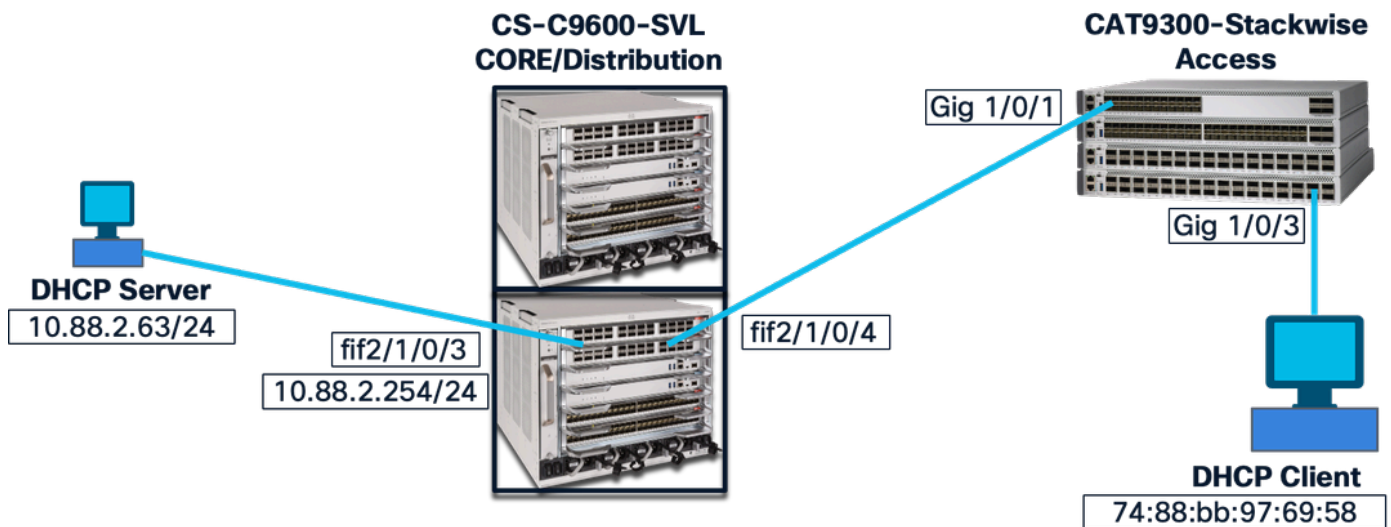 CS-C9600-SVL
CORE/Distribution
CAT9300-Stackwise
Access
Gig 1/0/1
Gig 1/0/3
DHCP Server
10.88.2.63/24
fif2/1/0/3
10.88.2.254/24
fif2/1/0/4
DHCP Client
74:88:bb:97:69:58